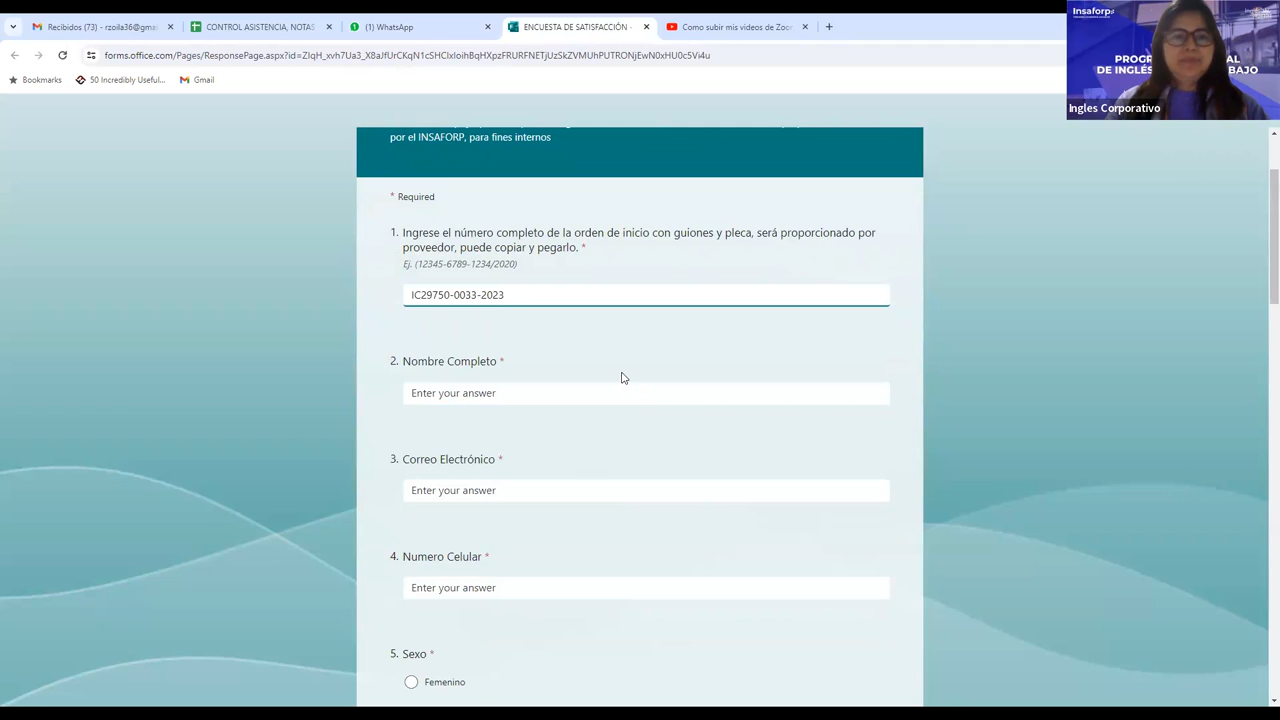 Recibidos (73) - rzoila36@gmai
CONTROL ASISTENCIA, NOTAS
WhatsApp
ENCUESTA DE SATISFACCIÓN -
Como subir mis videos de Zoo
forms.office.com/Pages/ResponsePage.aspx?id=ZIqH_xvh7Ua3_X8aJfUrCKqN1cSHCIxIoihBqHXpzFRURFNETjUzSkZVMUhPUTRONjEwN0xHU0c5Vi4u
Bookmarks
50 Incredibly Useful...
Gmail
Insaforp
PROG
AL
DE INGLÉS
BAJO
Ingles Corporativo
por el INSAFORP, para fines internos
* Required
1. Ingrese el número completo de la orden de inicio con guiones y pleca, será proporcionado por
proveedor, puede copiar y pegarlo. *
Ej. (12345-6789-1234/2020)
IC29750-0033-2023
2. Nombre Completo *
Enter your answer
3. Correo Electrónico *
Enter your answer
4. Numero Celular *
Enter your answer
5. Sexo *
Femenino